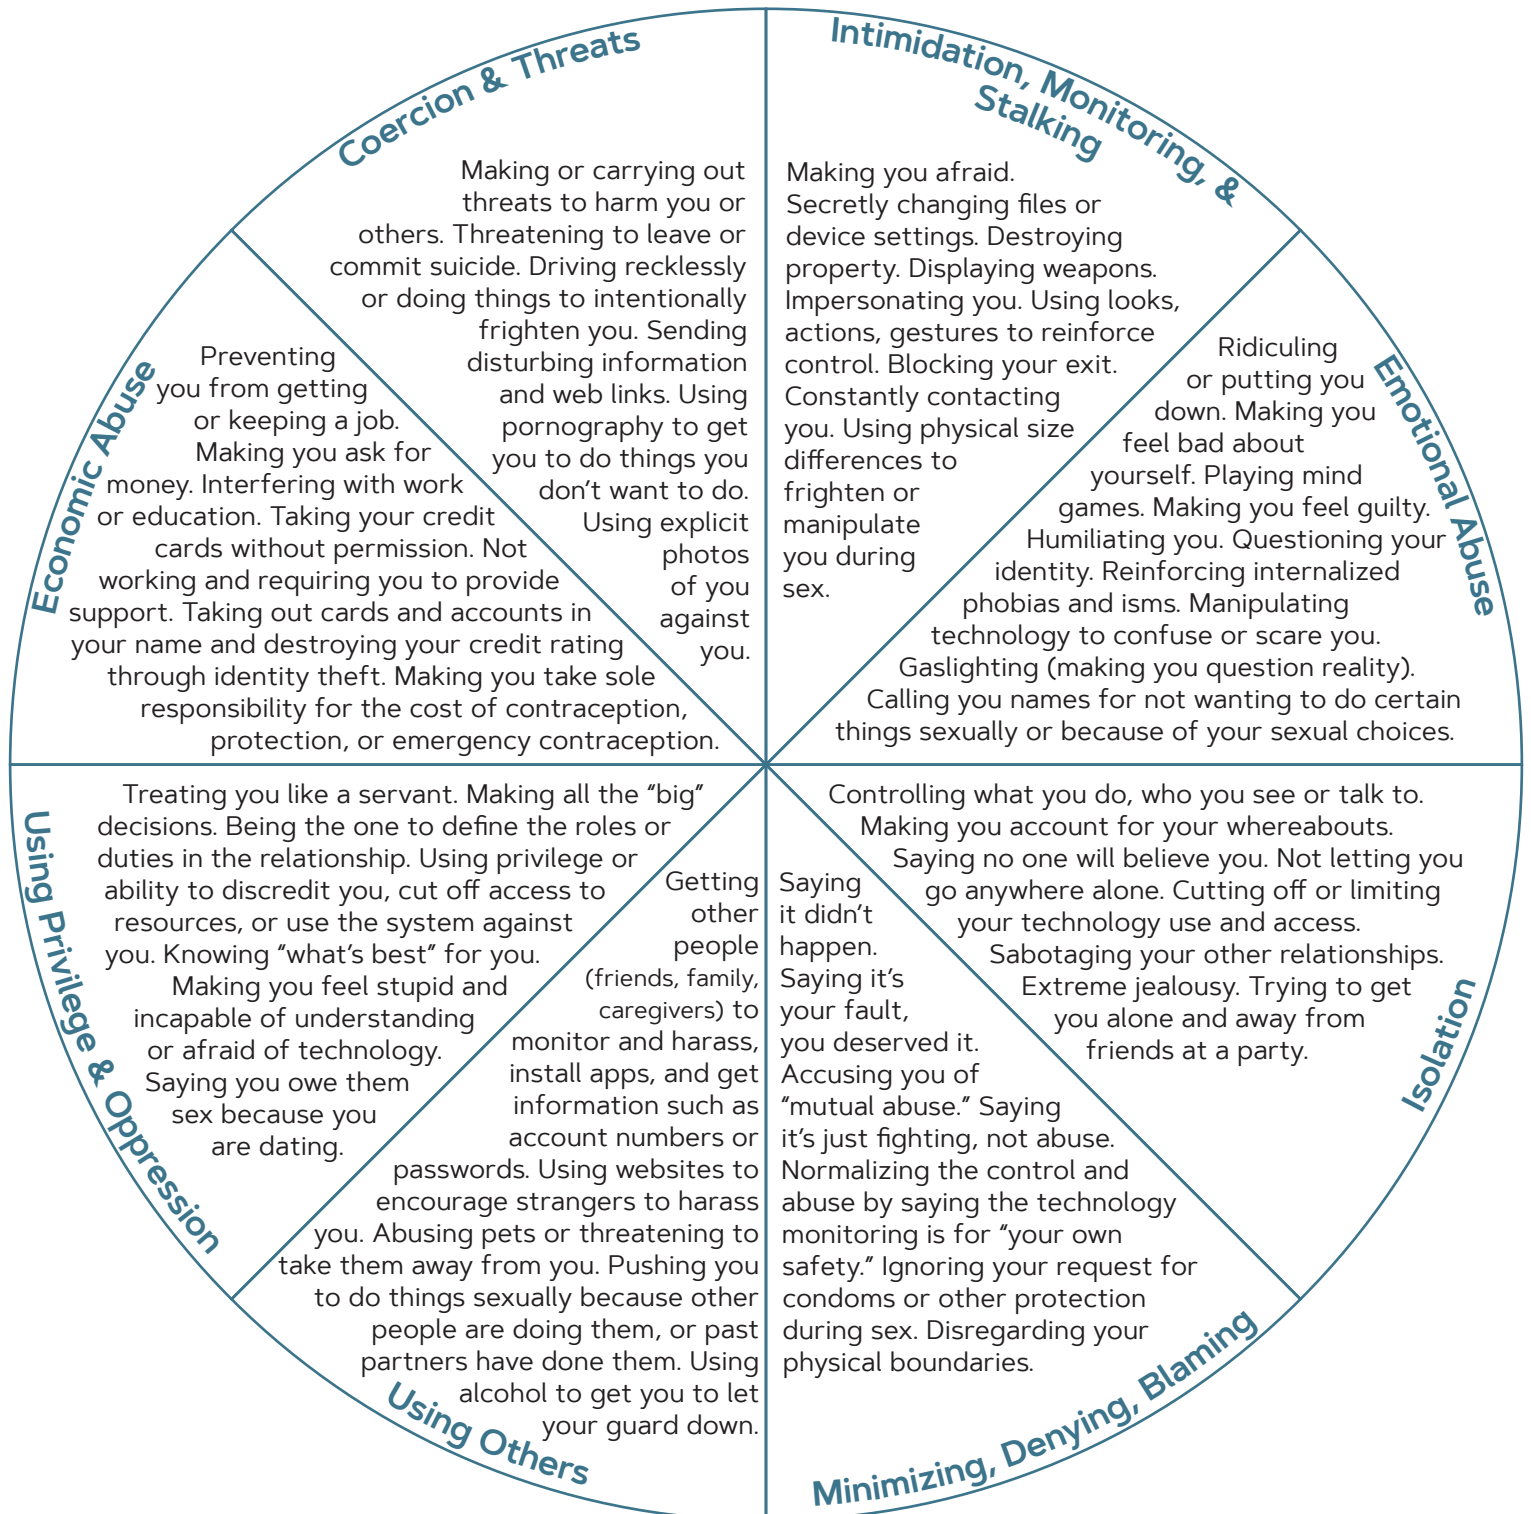 Coercion & Threats
Making or carrying out
threats to harm you or
others. Threatening to leave or
commit suicide. Driving recklessly
or doing things to intentionally
frighten you. Sending
disturbing information
and web links. Using
pornography to get
you to do things you
don’t want to do.
Using explicit
photos
of you
against
you.
Intimidation, Monitoring, &
Stalking
Making you afraid.
Secretly changing files or
device settings. Destroying
property. Displaying weapons.
Impersonating you. Using looks,
actions, gestures to reinforce
control. Blocking your exit.
Constantly contacting
you. Using physical size
differences to
frighten or
manipulate
you during
sex.
Emotional Abuse
Ridiculing
or putting you
down. Making you
feel bad about
yourself. Playing mind
games. Making you feel guilty.
Humiliating you. Questioning your
identity. Reinforcing internalized
phobias and isms. Manipulating
technology to confuse or scare you.
Gaslighting (making you question reality).
Calling you names for not wanting to do certain
things sexually or because of your sexual choices.
Isolation
Controlling what you do, who you see or talk to.
Making you account for your whereabouts.
Saying no one will believe you. Not letting you
go anywhere alone. Cutting off or limiting
your technology use and access.
Sabotaging your other relationships.
Extreme jealousy. Trying to get
you alone and away from
friends at a party.
Minimizing, Denying, Blaming
Saying
it didn’t
happen.
Saying it’s
your fault,
you deserved it.
Accusing you of
“mutual abuse.” Saying
it’s just fighting, not abuse.
Normalizing the control and
abuse by saying the technology
monitoring is for “your own
safety.” Ignoring your request for
condoms or other protection
during sex. Disregarding your
physical boundaries.
Using Others
Getting
other
people
(friends, family,
caregivers) to
monitor and harass,
install apps, and get
information such as
account numbers or
passwords. Using websites to
encourage strangers to harass
you. Abusing pets or threatening to
take them away from you. Pushing you
to do things sexually because other
people are doing them, or past
partners have done them. Using
alcohol to get you to let
your guard down.
Using Privilege & Oppression
Treating you like a servant. Making all the “big”
decisions. Being the one to define the roles or
duties in the relationship. Using privilege or
ability to discredit you, cut off access to
resources, or use the system against
you. Knowing “what’s best” for you.
Making you feel stupid and
incapable of understanding
or afraid of technology.
Saying you owe them
sex because you
are dating.
Economic Abuse
Preventing
you from getting
or keeping a job.
Making you ask for
money. Interfering with work
or education. Taking your credit
cards without permission. Not
working and requiring you to provide
support. Taking out cards and accounts in
your name and destroying your credit rating
through identity theft. Making you take sole
responsibility for the cost of contraception,
protection, or emergency contraception.